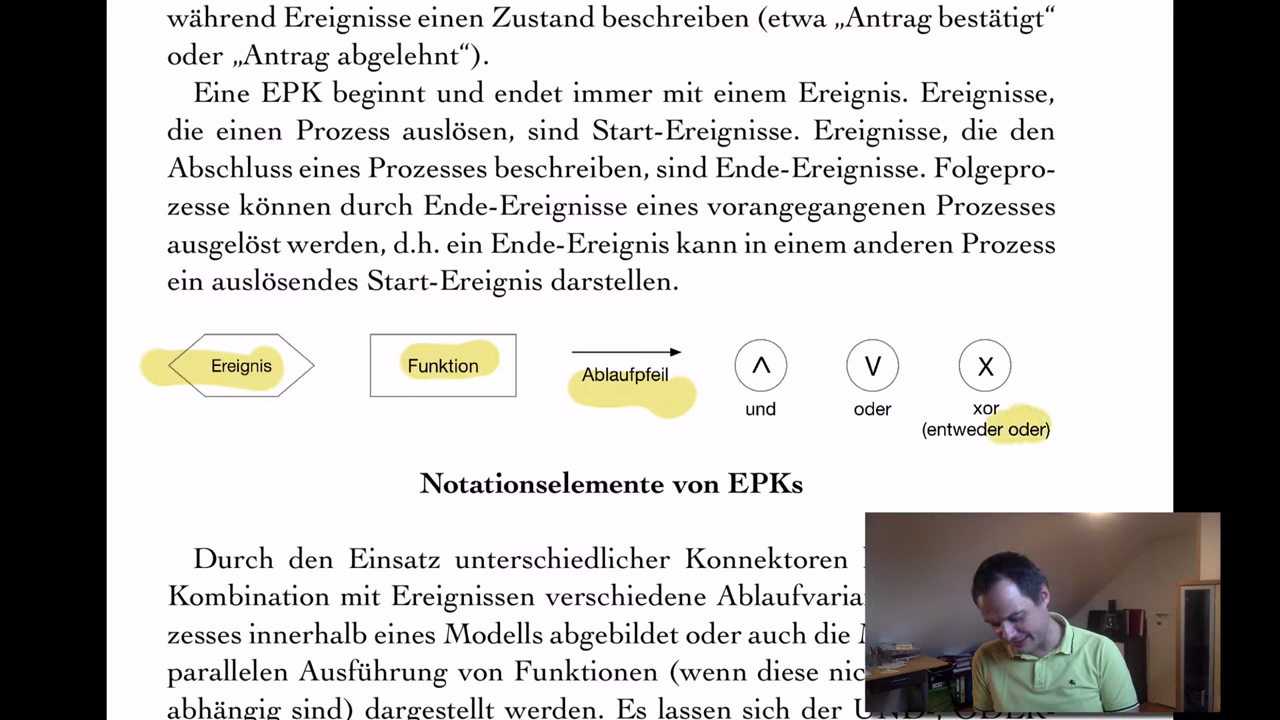 während Ereignisse einen Zustand beschreiben (etwa „Antrag bestätigt“
oder „Antrag abgelehnt“).
Eine EPK beginnt und endet immer mit einem Ereignis. Ereignisse,
die einen Prozess auslösen, sind Start-Ereignisse. Ereignisse, die den
Abschluss eines Prozesses beschreiben, sind Ende-Ereignisse. Folgepro-
zesse können durch Ende-Ereignisse eines vorangegangenen Prozesses
ausgelöst werden, d.h. ein Ende-Ereignis kann in einem anderen Prozess
ein auslösendes Start-Ereignis darstellen.
Ereignis
Funktion
Ablaufpfeil
Λ
und
V
oder
X
xor
(entweder oder)
Notationselemente von EPKs
Durch den Einsatz unterschiedlicher Konnektoren
Kombination mit Ereignissen verschiedene
zesses innerhalb eines Modells abgebildet oder auch die
parallelen Ausführung von Funktionen (wenn diese
abhängig sind) dargestellt werden. Es lassen sich der